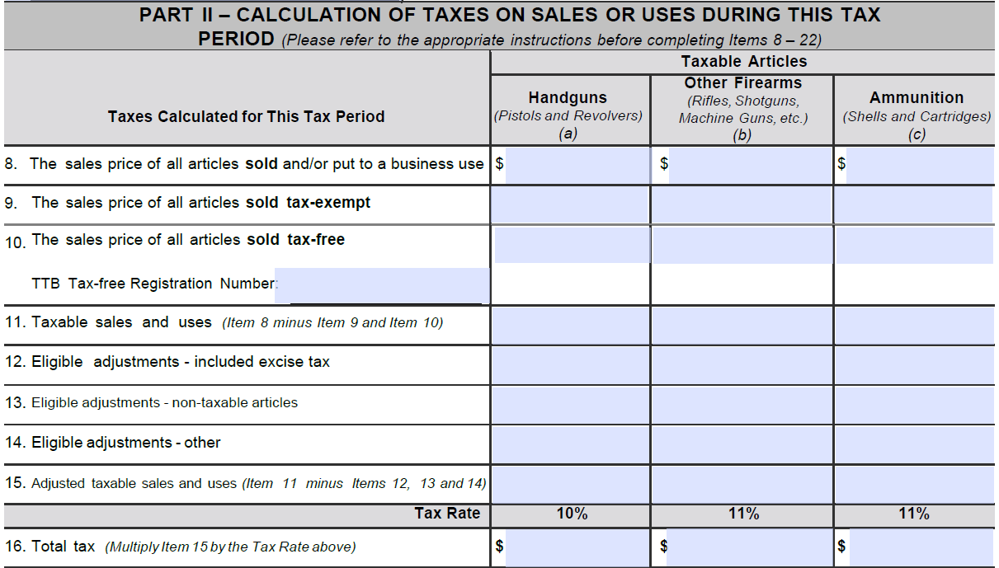 PART II – CALCULATION OF TAXES ON SALES OR USES DURING THIS TAX
PERIOD (Please refer to the appropriate instructions before completing Items 8 – 22)
Taxes Calculated for This Tax Period
Taxable Articles
Handguns
(Pistols and Revolvers)
(a)
Other Firearms
(Rifles, Shotguns,
Machine Guns, etc.)
(b)
Ammunition
(Shells and Cartridges)
(c)
8. The sales price of all articles sold and/or put to a business use $ $ $
9. The sales price of all articles sold tax-exempt
10. The sales price of all articles sold tax-free
TTB Tax-free Registration Number:
11. Taxable sales and uses (Item 8 minus Item 9 and Item 10)
12. Eligible adjustments - included excise tax
13. Eligible adjustments - non-taxable articles
14. Eligible adjustments - other
15. Adjusted taxable sales and uses (Item 11 minus Items 12, 13 and 14)
Tax Rate 10% 11% 11%
16. Total tax (Multiply Item 15 by the Tax Rate above) $ $ $